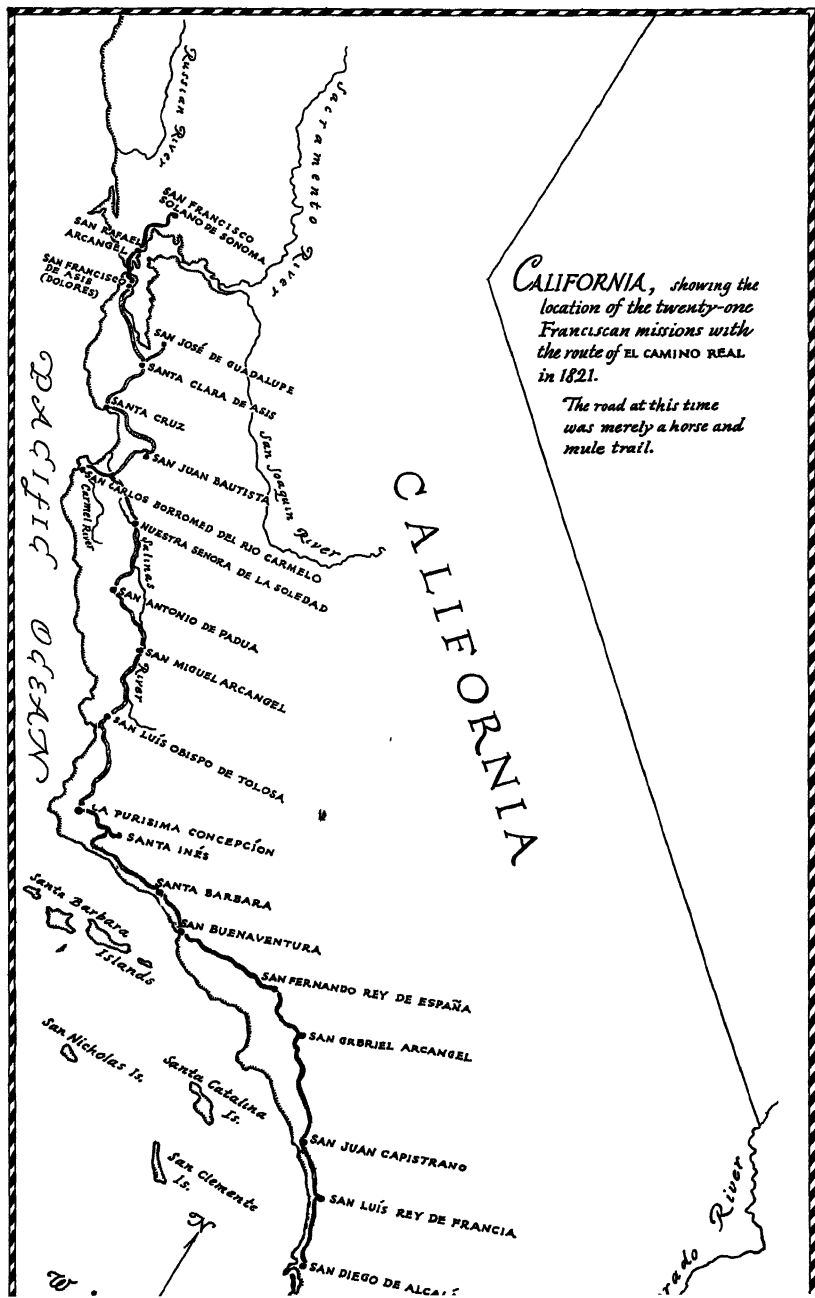 Russian River
Sacramento River
SAN FRANCISCO
SOLANO DE SONOMA
SAN RAFAEL
ARCANGEL
SAN FRANCISCO
DE ASIS
(DOLORES)
CALIFORNIA, showing the
location of the twenty-one
Franciscan missions with
the route of EL CAMINO REAL
in 1821.
The road at this time
was merely a horse and
mule trail.
SAN JOSÉ DE GUADALUPE
SANTA CLARA DE ASIS
SANTA CRUZ
SAN JUAN BAUTISTA
San Joaquin River
SAN CARLOS BORROMED DEL RIO CARMELO
Carmel River
NUESTRA SENORA DE LA SOLEDAD
Salinas River
SAN ANTONIO DE PADUA
SAN MIGUEL ARCANGEL
PACIFIC OCEAN
CALIFORNIA
SAN LUÍS OBISPO DE TOLOSA
LA PURISIMA CONCEPCÍON
SANTA INÉS
SANTA BARBARA
SAN BUENAVENTURA
Santa Barbara
Islands
SAN FERNANDO REY DE ESPAÑA
SAN GRBRIEL ARCANGEL
San Nicholas Is.
Santa Catalina
Is.
SAN JUAN CAPISTRANO
San Clemente
Is.
SAN LUÍS REY DE FRANCIA
N
W
SAN DIEGO DE ALCALÁ
rado River